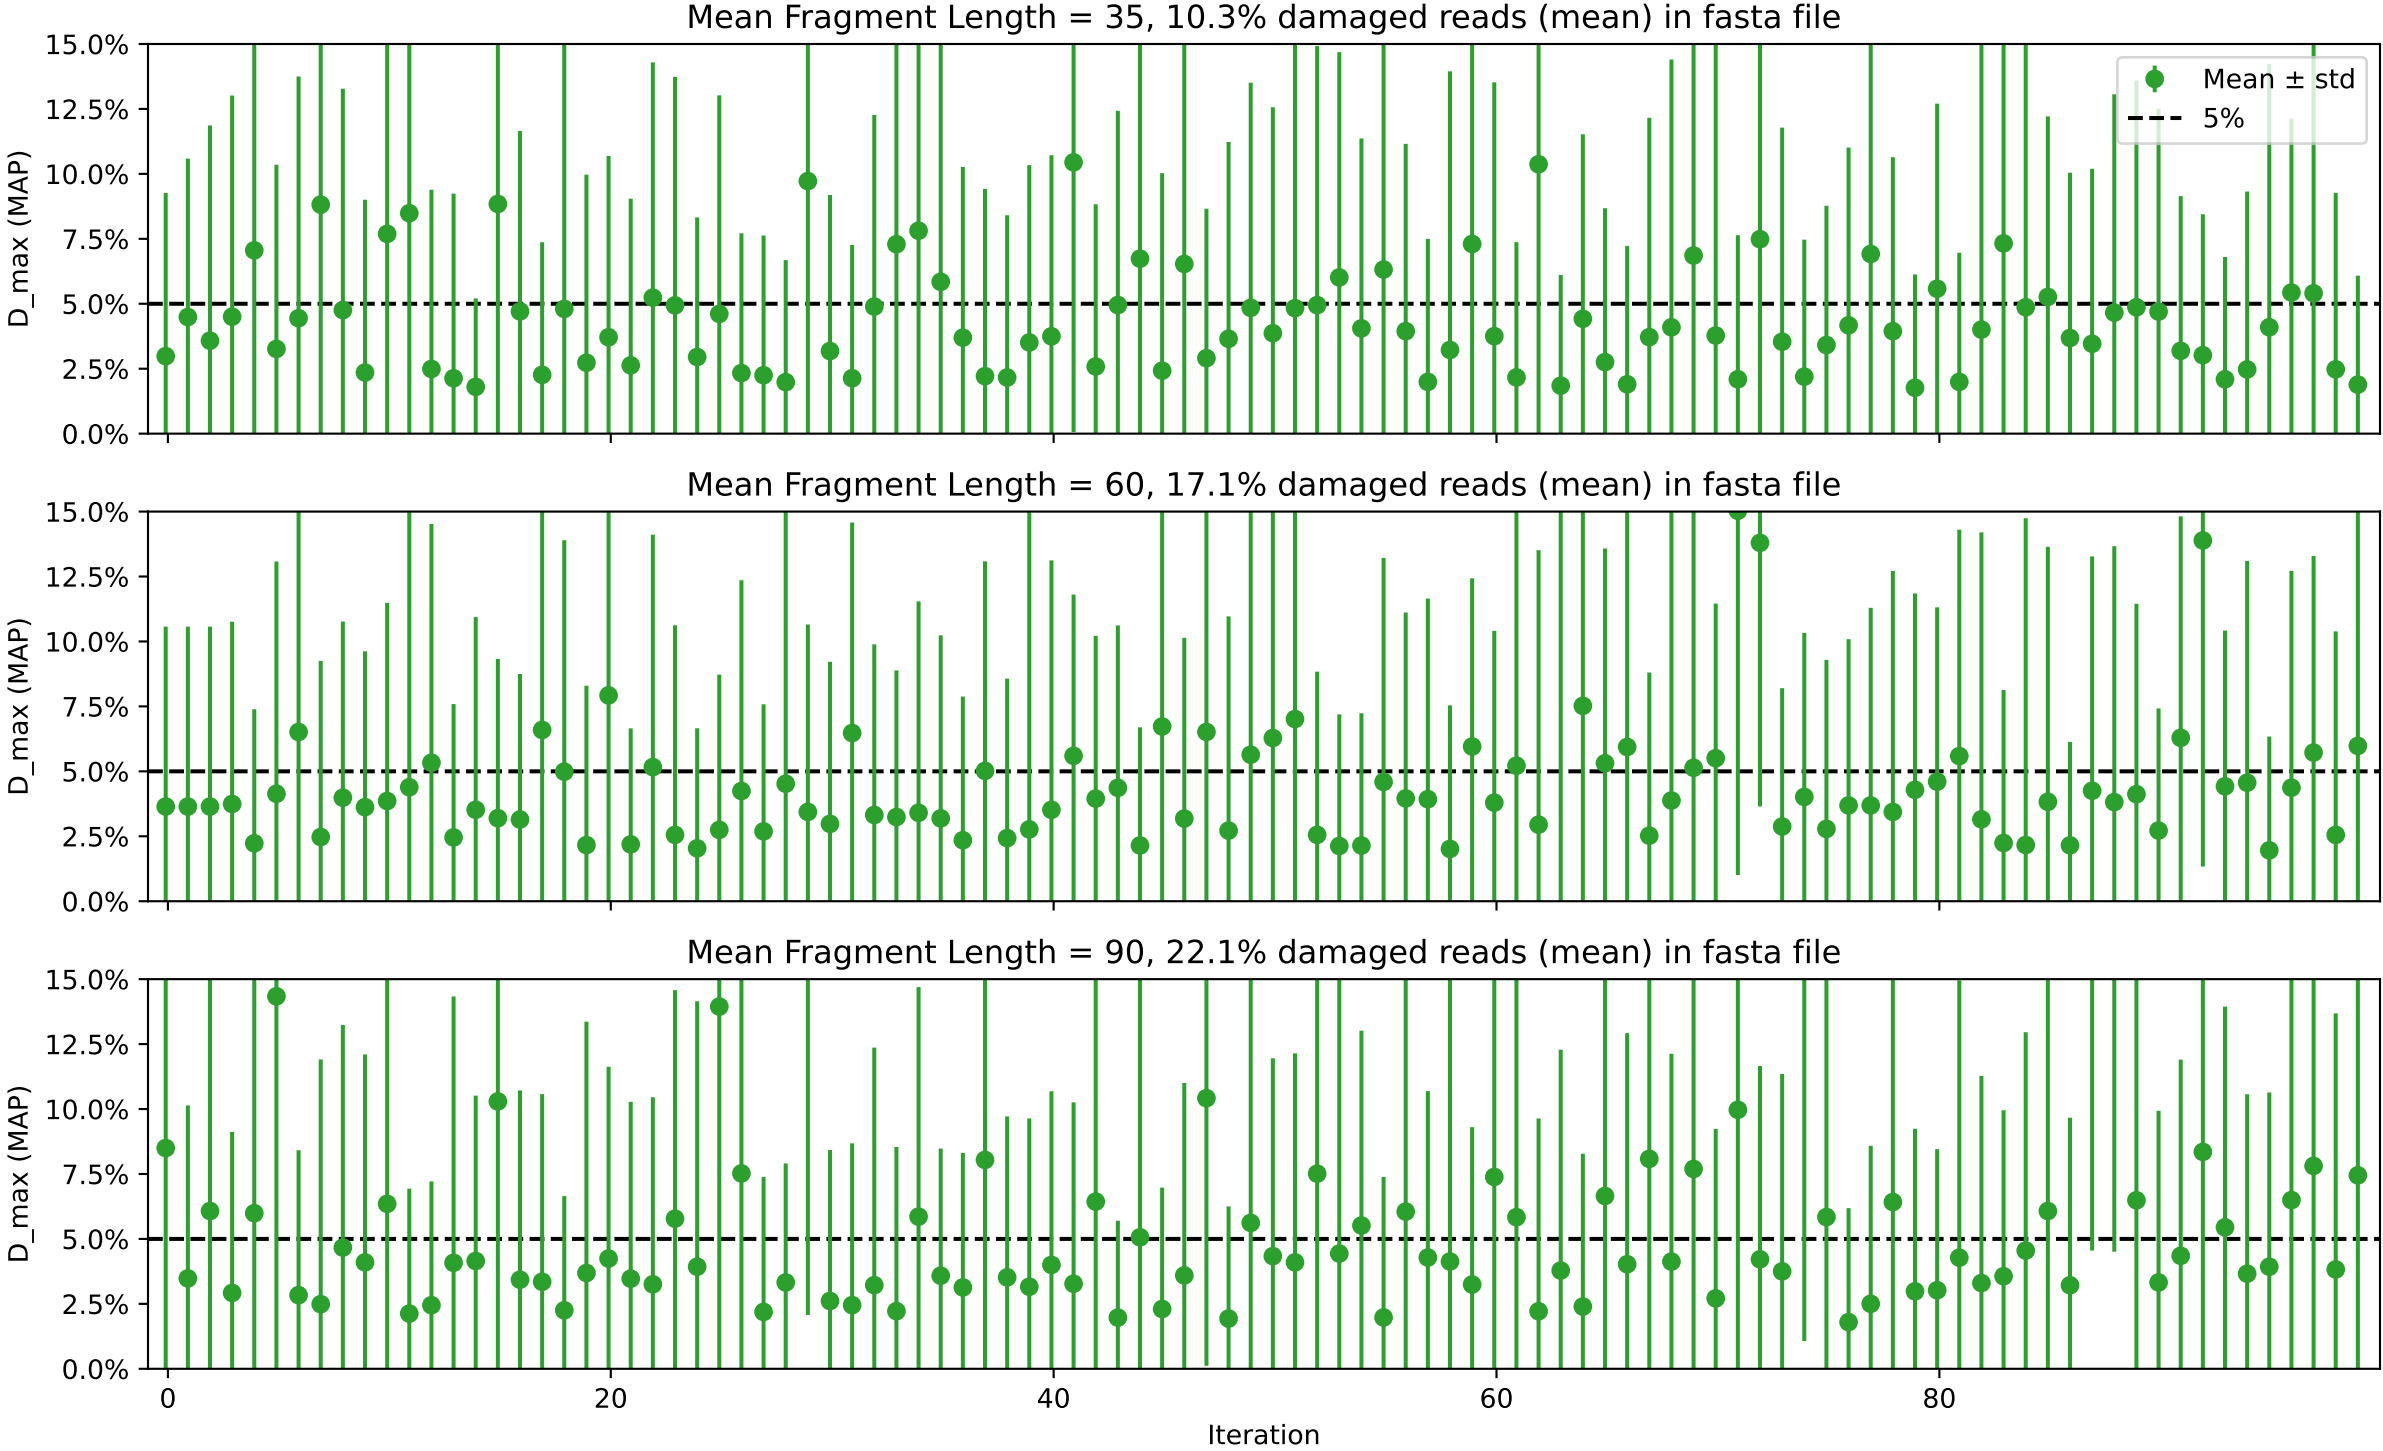 Mean Fragment Length = 35, 10.3% damaged reads (mean) in fasta file
15.0%
12.5%
10.0%
7.5%
5.0%
2.5%
0.0%
D_max (MAP)
Mean ± std
5%
Mean Fragment Length = 60, 17.1% damaged reads (mean) in fasta file
15.0%
12.5%
10.0%
7.5%
5.0%
2.5%
0.0%
D_max (MAP)
Mean Fragment Length = 90, 22.1% damaged reads (mean) in fasta file
15.0%
12.5%
10.0%
7.5%
5.0%
2.5%
0.0%
D_max (MAP)
0 20 40 60 80
Iteration